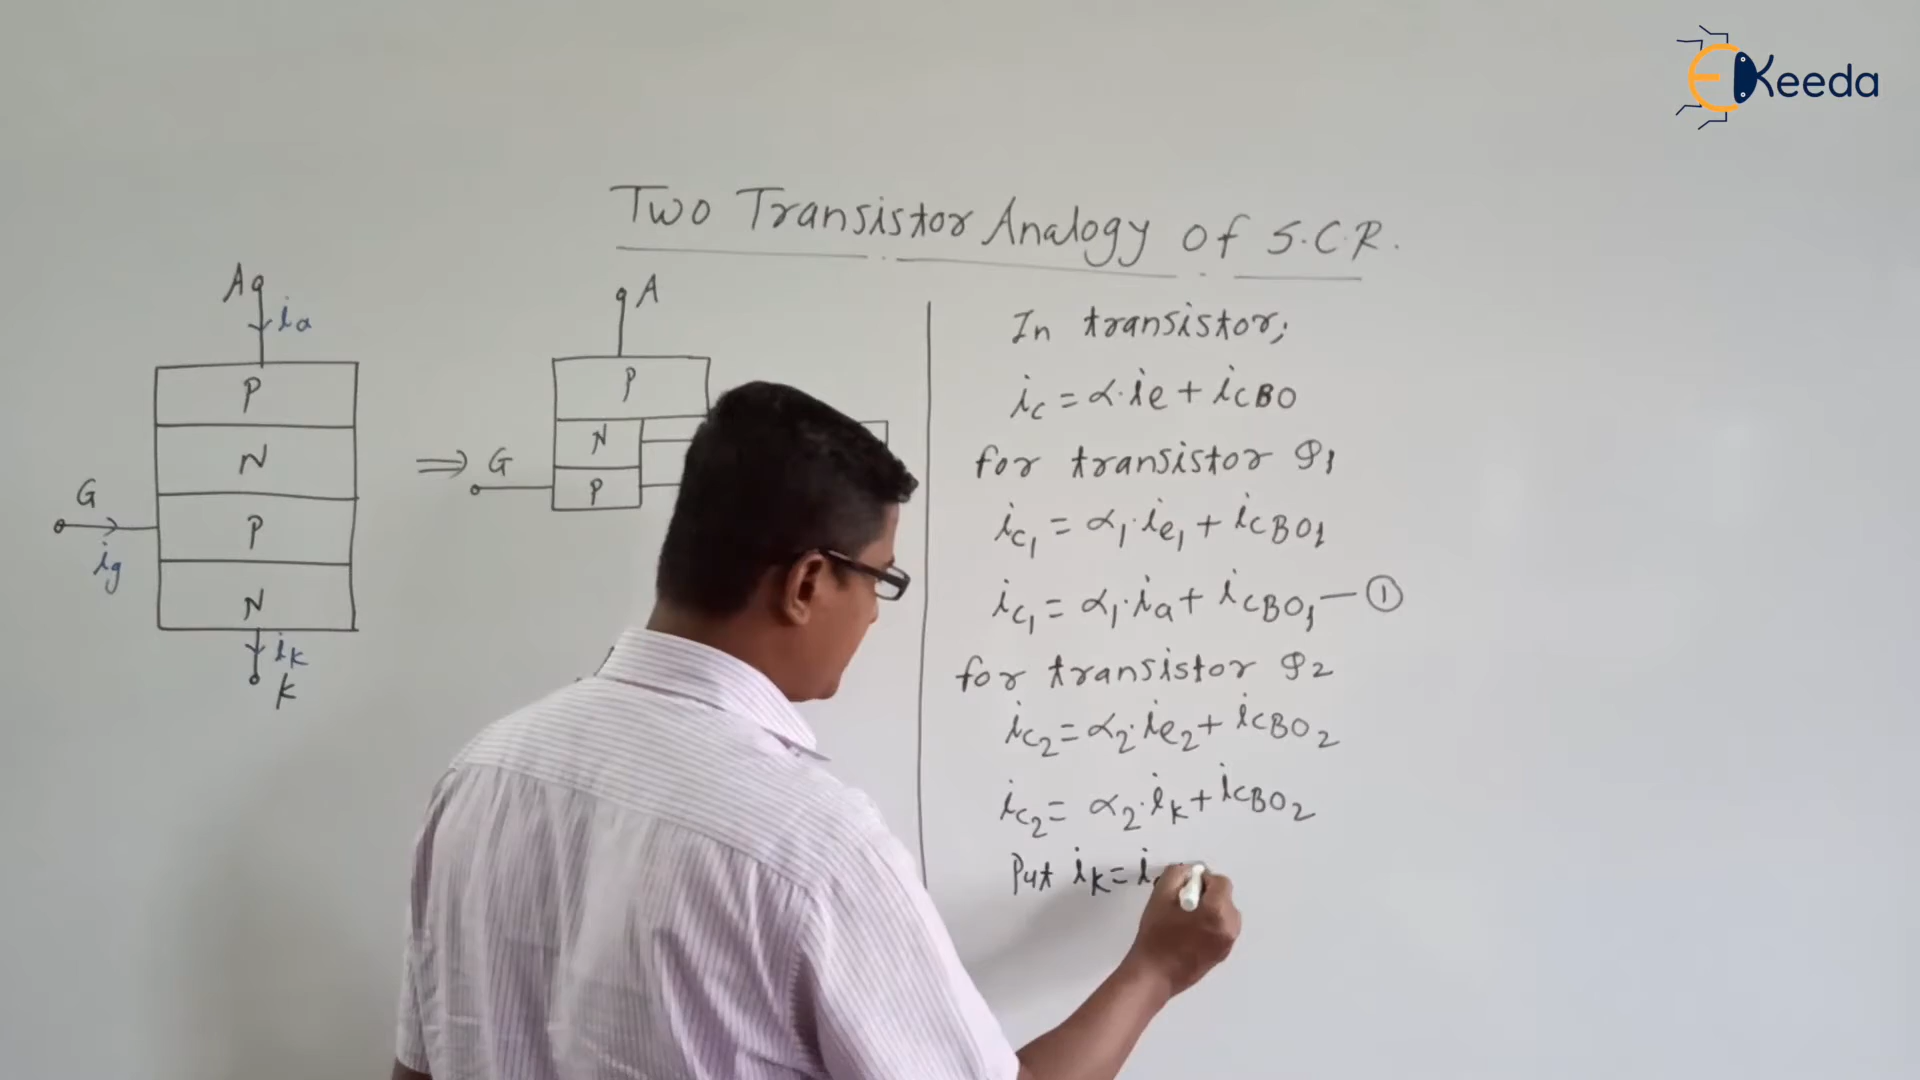 EKeeda
Two Transistor Analogy of S.C.R.
A
ia
P
N
P
N
G
ig
ik
k
⇒
A
P
N
P
G
In transistor;
ic = α.ie + iCBO
for transistor Q1
ic1 = α1.ie1 + iCBO1
ic1 = α1.ia + iCBO1 — ①
for transistor Q2
ic2 = α2.ie2 + iCBO2
ic2 = α2.ik + iCBO2
Put ik = i